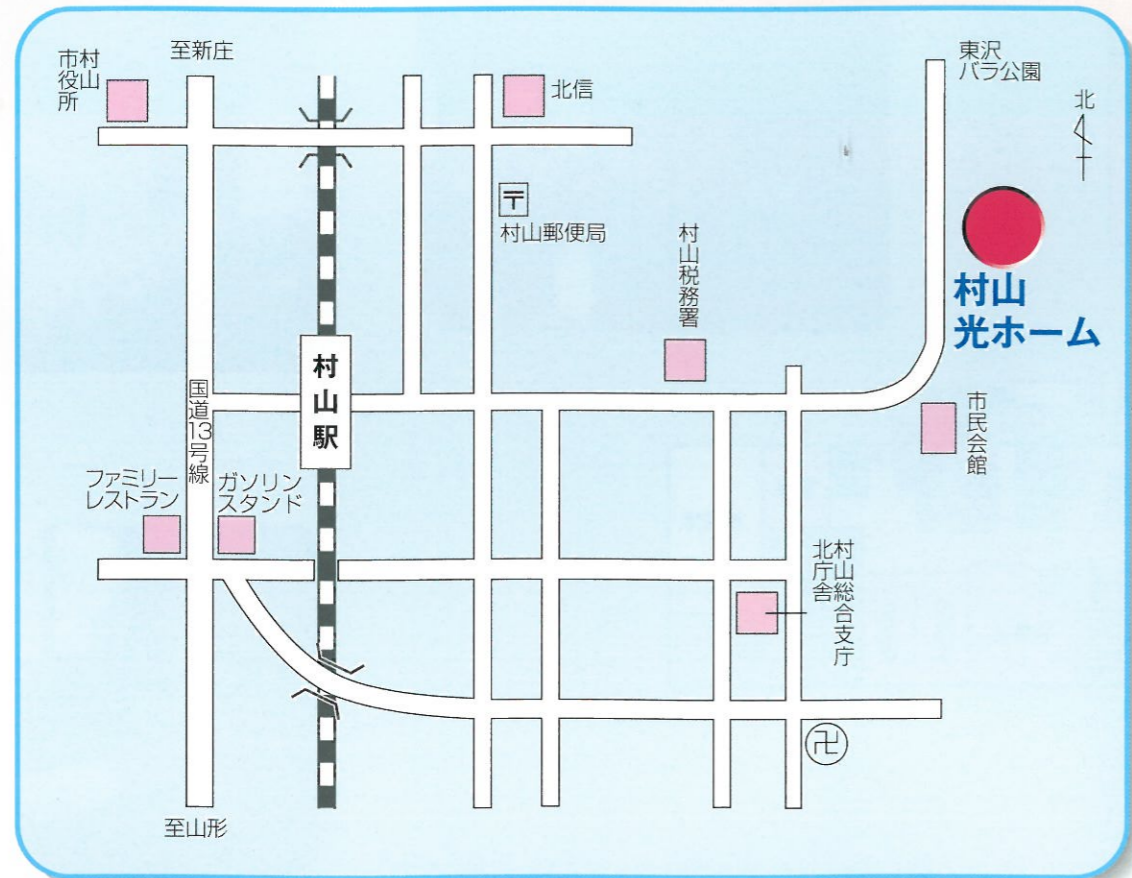 村山
市役所
至新庄
北信
東沢
バラ公園
北
〒
村山郵便局
村山税務署
村山
光ホーム
村山駅
国道13号線
市民会館
ファミリー
レストラン
ガソリン
スタンド
村山総合支庁
北庁舎
卍
至山形